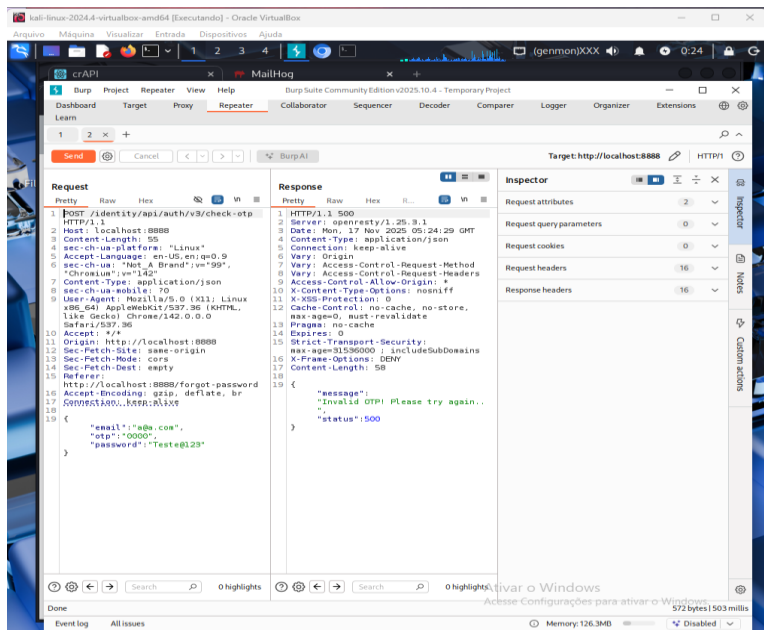 kali-linux-2024.4-virtualbox-amd64 [Executando] - Oracle VirtualBox
Arquivo Máquina Visualizar Entrada Dispositivos Ajuda
1 2 3 4 (genmon)XXX 0:24
crAPI × MailHog × +
Burp Project Repeater View Help Burp Suite Community Edition v2025.10.4 - Temporary Project
Dashboard Target Proxy Repeater Collaborator Sequencer Decoder Comparer Logger Organizer Extensions
Learn
1 2 × +
Send Cancel Burp AI Target: http://localhost:8888 HTTP/1
Request
Pretty Raw Hex \n
1 POST /identity/api/auth/v3/check-otp
HTTP/1.1
2 Host: localhost:8888
3 Content-Length: 55
4 sec-ch-ua-platform: "Linux"
5 Accept-Language: en-US,en;q=0.9
6 sec-ch-ua: "Not_A Brand";v="99",
"Chromium";v="142"
7 Content-Type: application/json
8 sec-ch-ua-mobile: ?0
9 User-Agent: Mozilla/5.0 (X11; Linux
x86_64) AppleWebKit/537.36 (KHTML,
like Gecko) Chrome/142.0.0.0
Safari/537.36
10 Accept: */*
11 Origin: http://localhost:8888
12 Sec-Fetch-Site: same-origin
13 Sec-Fetch-Mode: cors
14 Sec-Fetch-Dest: empty
15 Referer:
http://localhost:8888/forgot-password
16 Accept-Encoding: gzip, deflate, br
17 Connection: keep-alive
18
19 {
"email":"a@a.com",
"otp":"0000",
"password":"Teste@123"
}
Response
Pretty Raw Hex R... \n
1 HTTP/1.1 500
2 Server: openresty/1.25.3.1
3 Date: Mon, 17 Nov 2025 05:24:29 GMT
4 Content-Type: application/json
5 Connection: keep-alive
6 Vary: Origin
7 Vary: Access-Control-Request-Method
8 Vary: Access-Control-Request-Headers
9 Access-Control-Allow-Origin: *
10 X-Content-Type-Options: nosniff
11 X-XSS-Protection: 0
12 Cache-Control: no-cache, no-store,
max-age=0, must-revalidate
13 Pragma: no-cache
14 Expires: 0
15 Strict-Transport-Security:
max-age=31536000 ; includeSubDomains
16 X-Frame-Options: DENY
17 Content-Length: 58
18
19 {
"message":
"Invalid OTP! Please try again..
",
"status":500
}
Inspector
Request attributes 2
Request query parameters 0
Request cookies 0
Request headers 16
Response headers 16
Inspector
Notes
Custom actions
Search 0 highlights
Search 0 highlights
Ativar o Windows
Acesse Configurações para ativar o Windows.
Done 572 bytes | 503 millis
Event log All issues Memory: 126.3MB Disabled